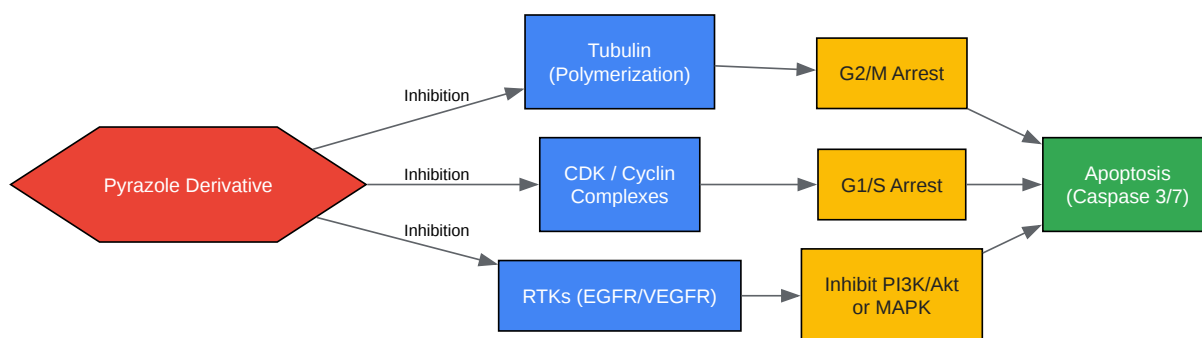 Pyrazole Derivative
Inhibition
Tubulin
(Polymerization)
G2/M Arrest
Inhibition
CDK / Cyclin
Complexes
G1/S Arrest
Inhibition
RTKs (EGFR/VEGFR)
Inhibit PI3K/Akt
or MAPK
Apoptosis
(Caspase 3/7)